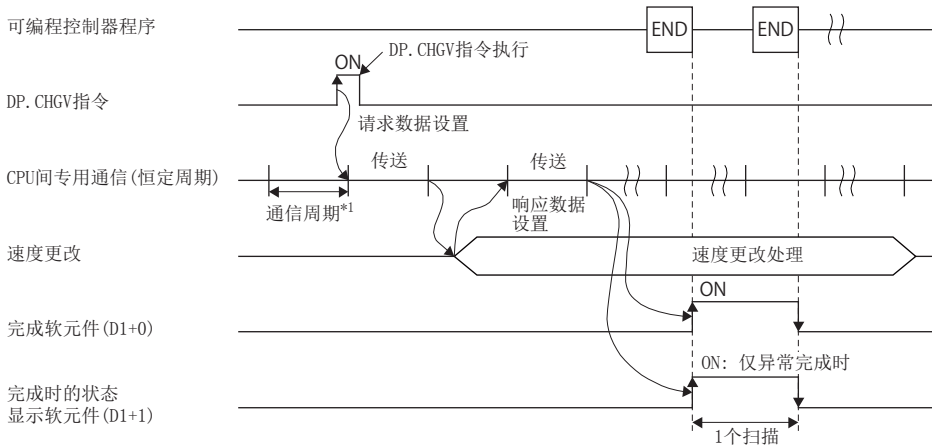 可编程控制器程序
END
END
ON
DP.CHGV指令执行
DP.CHGV指令
请求数据设置
传送
传送
CPU间专用通信(恒定周期)
通信周期*1
响应数据
设置
速度更改
速度更改处理
ON
完成软元件(D1+0)
ON: 仅异常完成时
完成时的状态
显示软元件(D1+1)
1个扫描